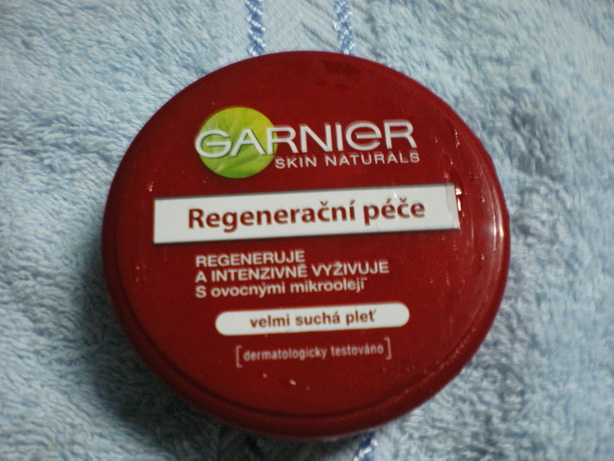 GARNIER
SKIN NATURALS
Regenerační péče
REGENERUJE
A INTENZIVNĚ VYŽIVUJE
S ovocnými mikrooleji
velmi suchá pleť
[dermatologicky testováno]